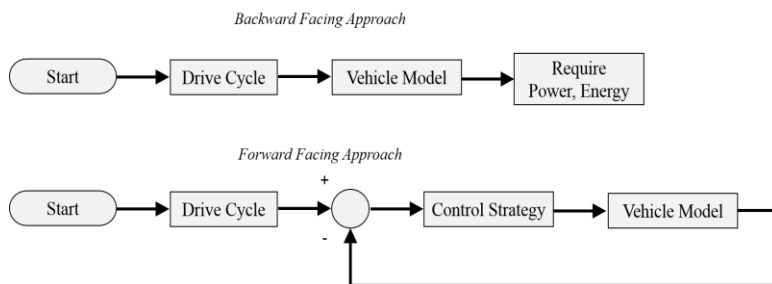 Backward Facing Approach
Start
Drive Cycle
Vehicle Model
Require
Power, Energy
Forward Facing Approach
+
Start
Drive Cycle
Control Strategy
Vehicle Model
-